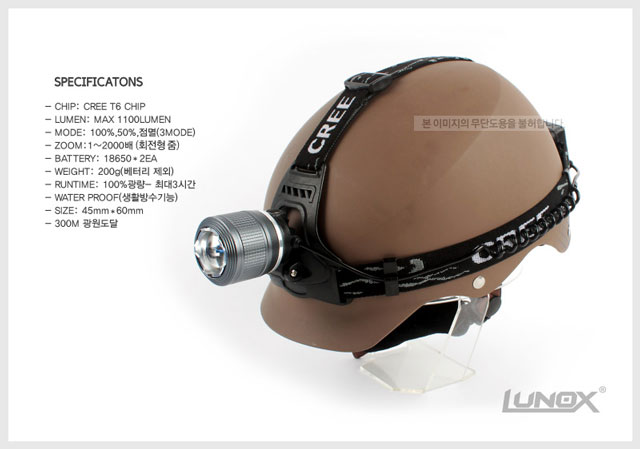 SPECIFICATONS
- CHIP: CREE T6 CHIP
- LUMEN: MAX 1100LUMEN
- MODE: 100%,50%,점멸(3MODE)
- ZOOM:1~2000배 (회전형 줌)
- BATTERY: 18650*2EA
- WEIGHT: 200g(베터리 제외)
- RUNTIME: 100%광량- 최대3시간
- WATER PROOF(생활방수기능)
- SIZE: 45mm*60mm
- 300M 광원도달
CREE
본 이미지의 무단도용을 불허합니다
CREE
LUNOX®